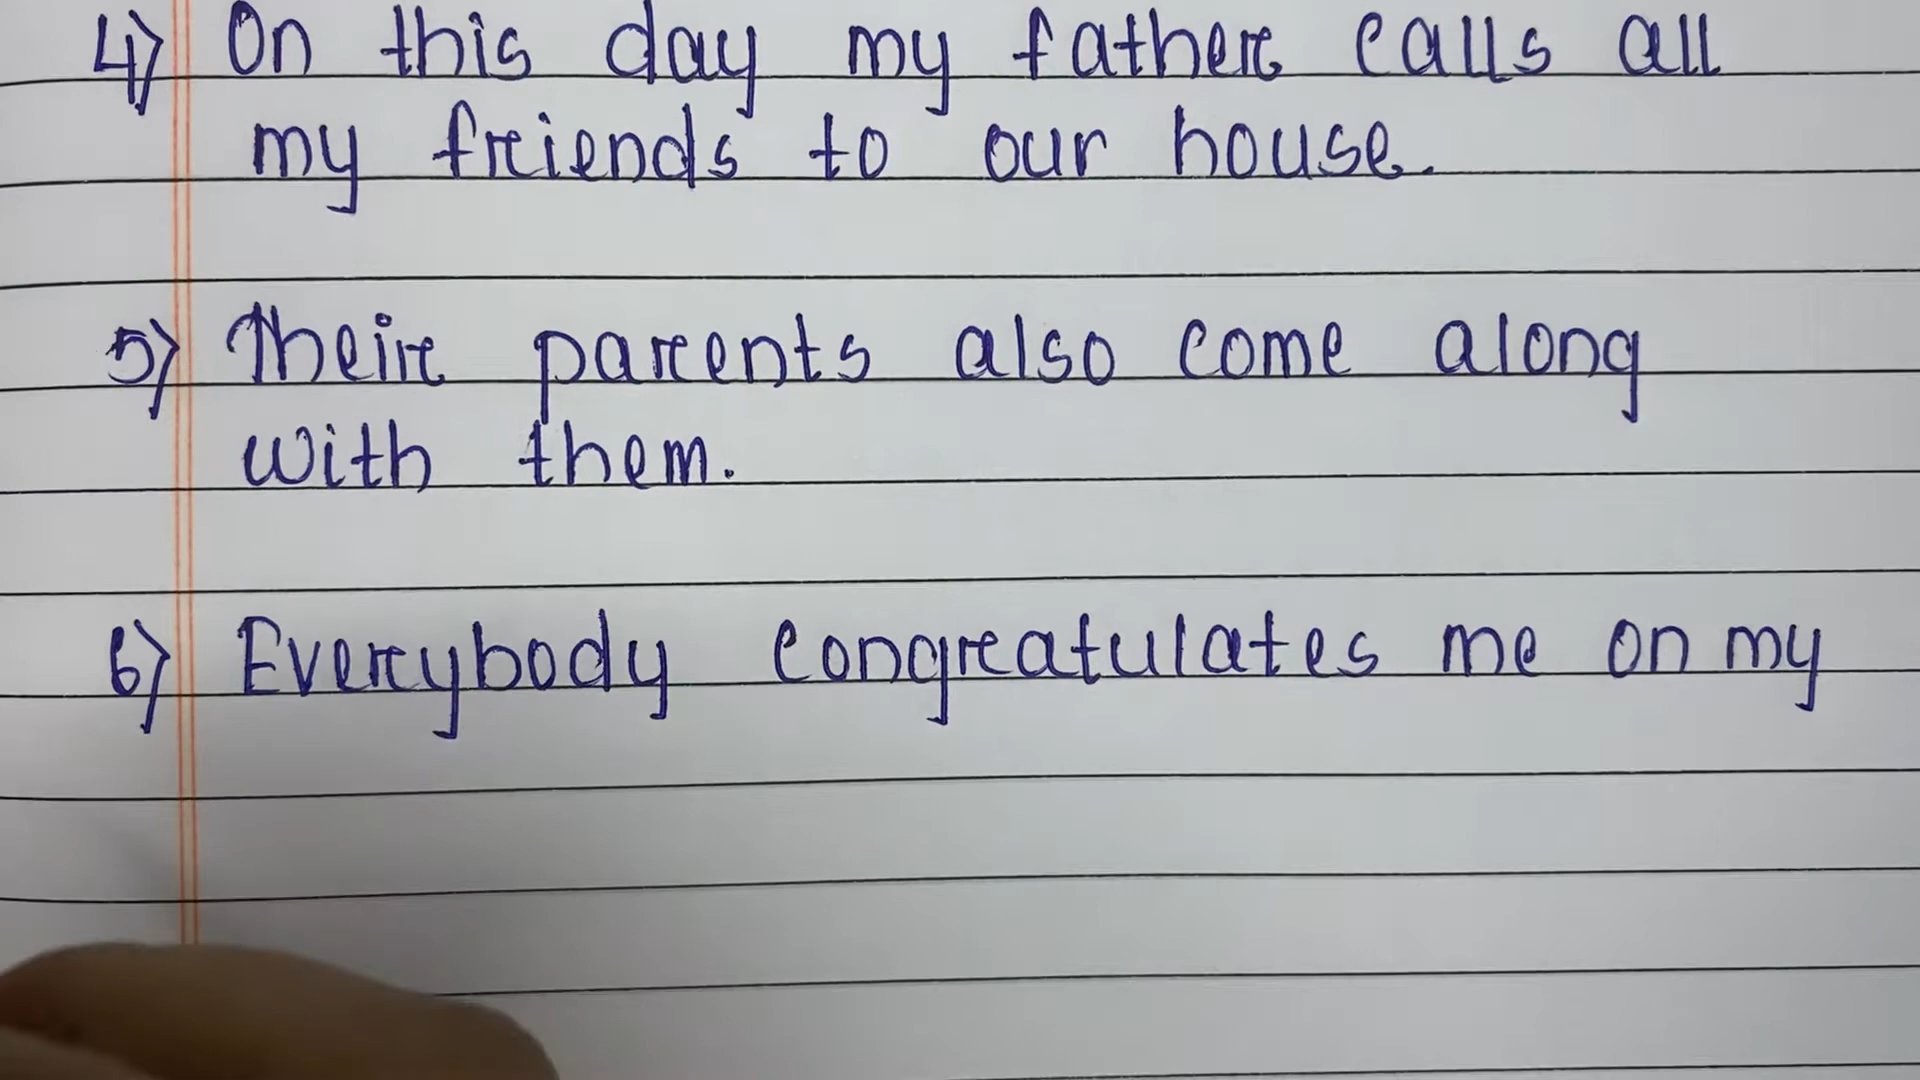 4) On this day my father calls all
my friends to our house.
5) Their parents also come along
with them.
6) Everybody congratulates me on my